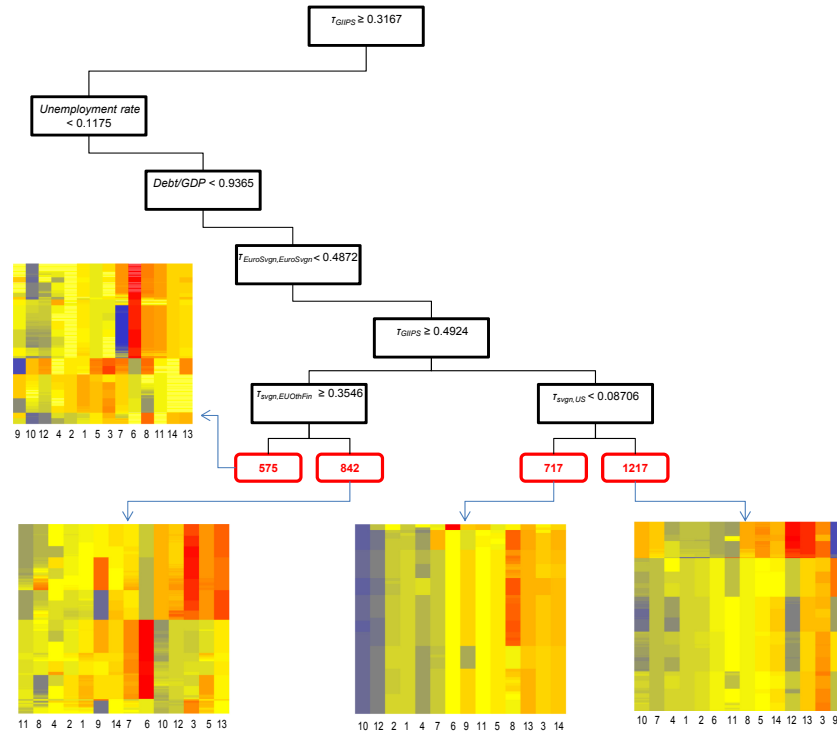 τGIIPS ≥ 0.3167
Unemployment rate
< 0.1175
Debt/GDP < 0.9365
τEuroSvgn,EuroSvgn < 0.4872
τGIIPS ≥ 0.4924
τsvgn,EUOthFin ≥ 0.3546
τsvgn,US < 0.08706
9 10 12 4 2 1 5 3 7 6 8 11 14 13
575 842 717 1217
11 8 4 2 1 9 14 7 6 10 12 3 5 13
10 12 2 1 4 7 6 9 11 5 8 13 3 14
10 7 4 1 2 6 11 8 5 14 12 13 3 9